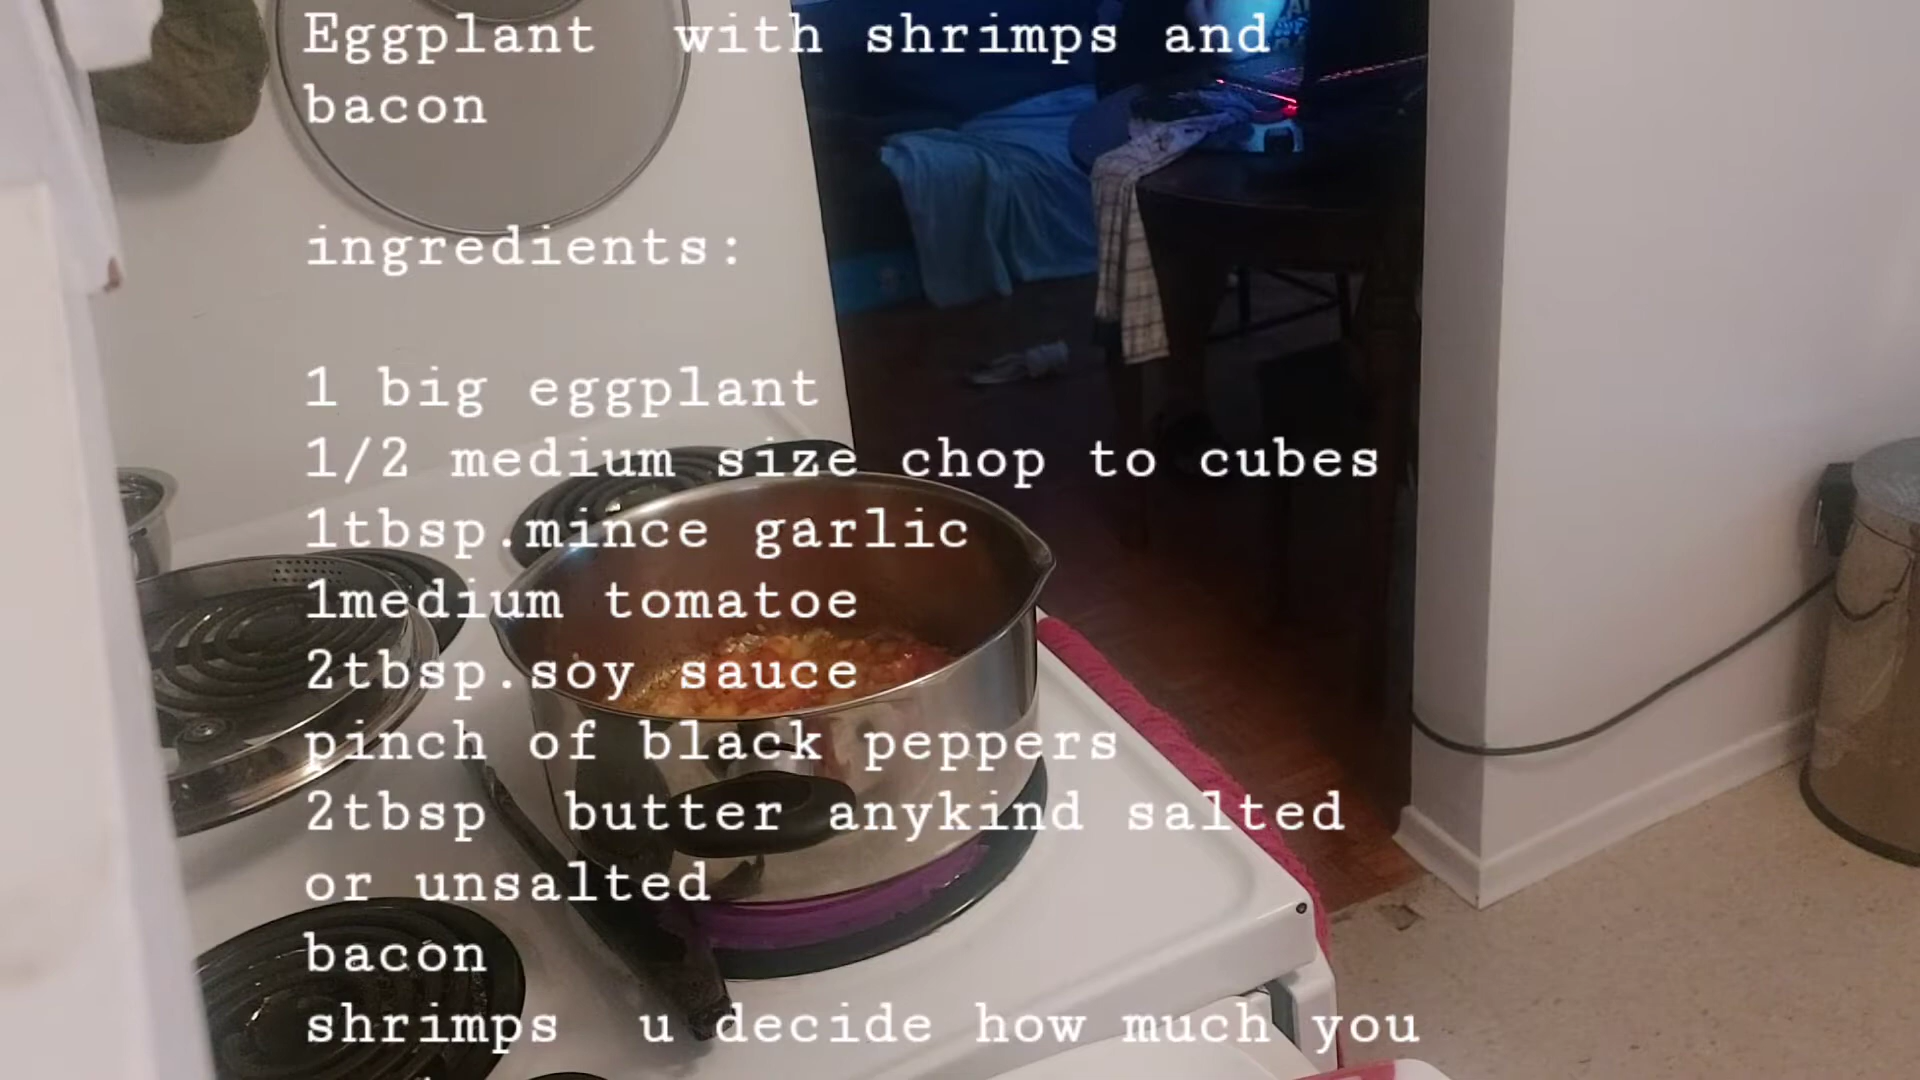 Eggplant with shrimps and
bacon
ingredients:
1 big eggplant
1/2 medium size chop to cubes
1tbsp.mince garlic
1medium tomatoe
2tbsp.soy sauce
pinch of black peppers
2tbsp butter anykind salted
or unsalted
bacon
shrimps u decide how much you